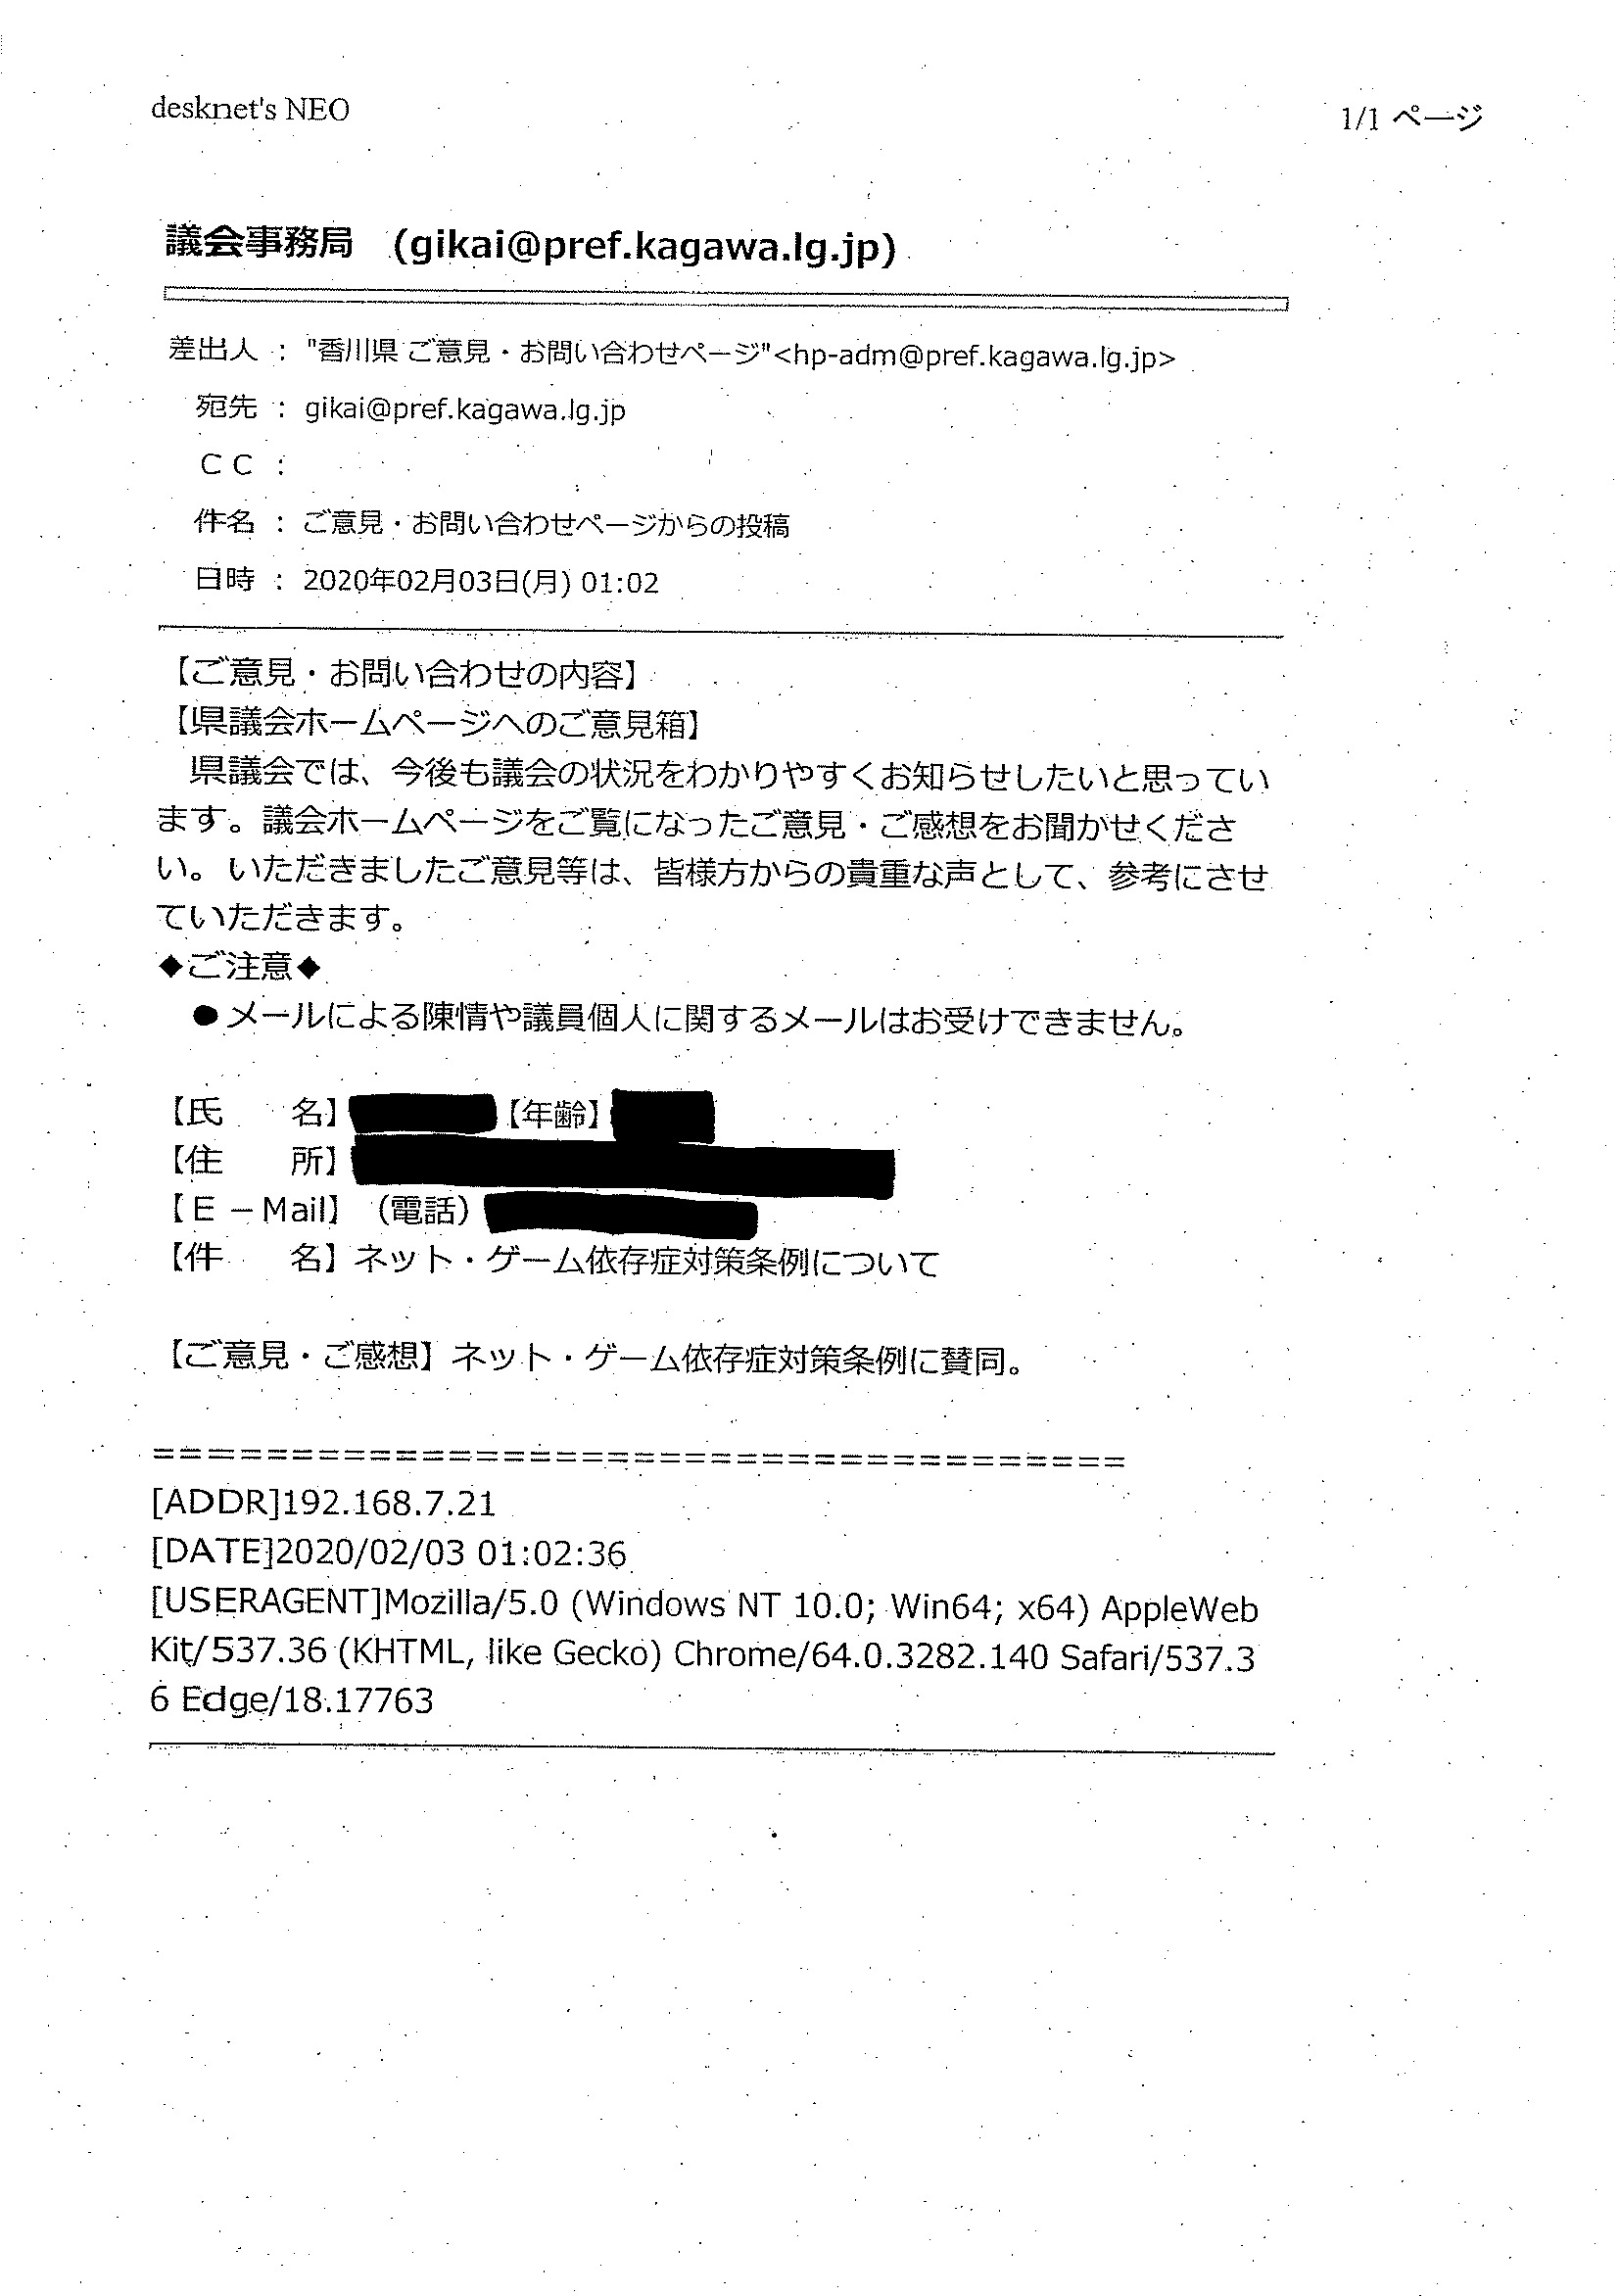 desknet's NEO
1/1 ページ
議会事務局 (gikai@pref.kagawa.lg.jp)
差出人 : "香川県 ご意見・お問い合わせページ"<hp-adm@pref.kagawa.lg.jp>
宛先 : gikai@pref.kagawa.lg.jp
ＣＣ :
件名 : ご意見・お問い合わせページからの投稿
日時 : 2020年02月03日(月) 01:02
【ご意見・お問い合わせの内容】
【県議会ホームページへのご意見箱】
　県議会では、今後も議会の状況をわかりやすくお知らせしたいと思ってい
ます。議会ホームページをご覧になったご意見・ご感想をお聞かせくださ
い。いただきましたご意見等は、皆様方からの貴重な声として、参考にさせ
ていただきます。
◆ご注意◆
　●メールによる陳情や議員個人に関するメールはお受けできません。
【氏　　名】【年齢】
【住　　所】
【Ｅ－Mail】（電話）
【件　　名】ネット・ゲーム依存症対策条例について
【ご意見・ご感想】ネット・ゲーム依存症対策条例に賛同。
=====================================
[ADDR]192.168.7.21
[DATE]2020/02/03 01:02:36
[USERAGENT]Mozilla/5.0 (Windows NT 10.0; Win64; x64) AppleWeb
Kit/537.36 (KHTML, like Gecko) Chrome/64.0.3282.140 Safari/537.3
6 Edge/18.17763